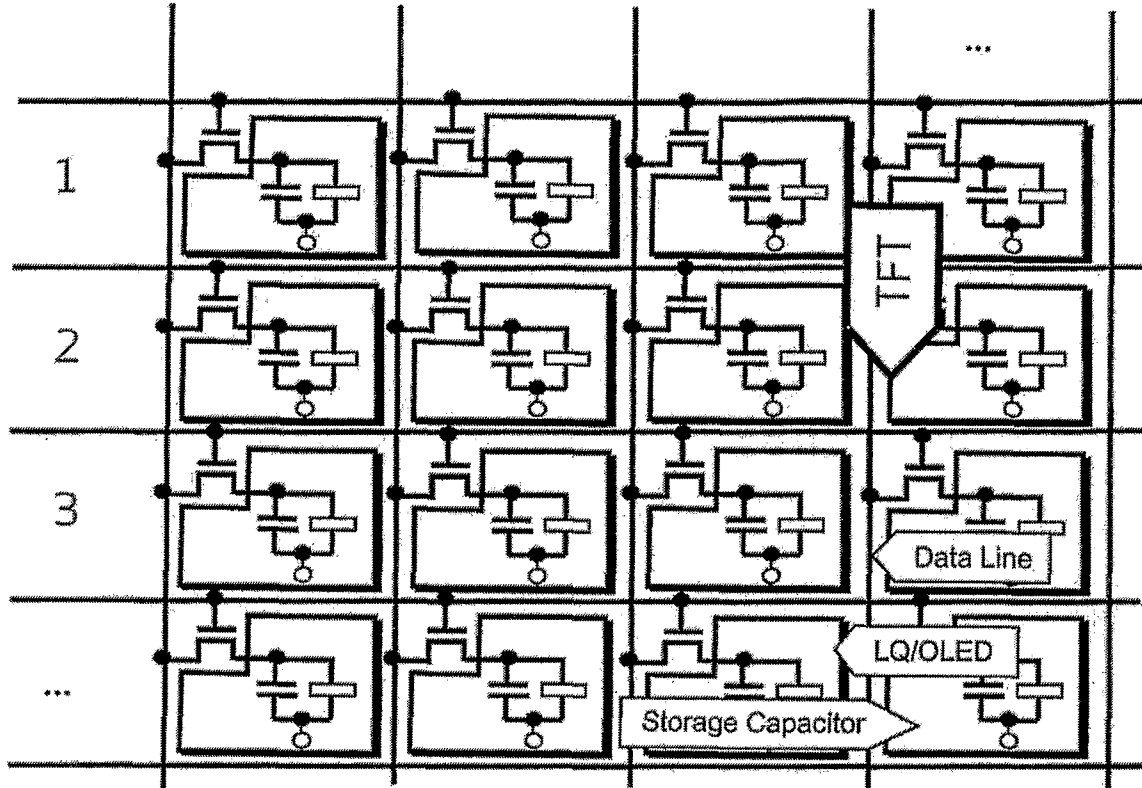 ...
1
TFT
2
3
Data Line
LQ/OLED
...
Storage Capacitor